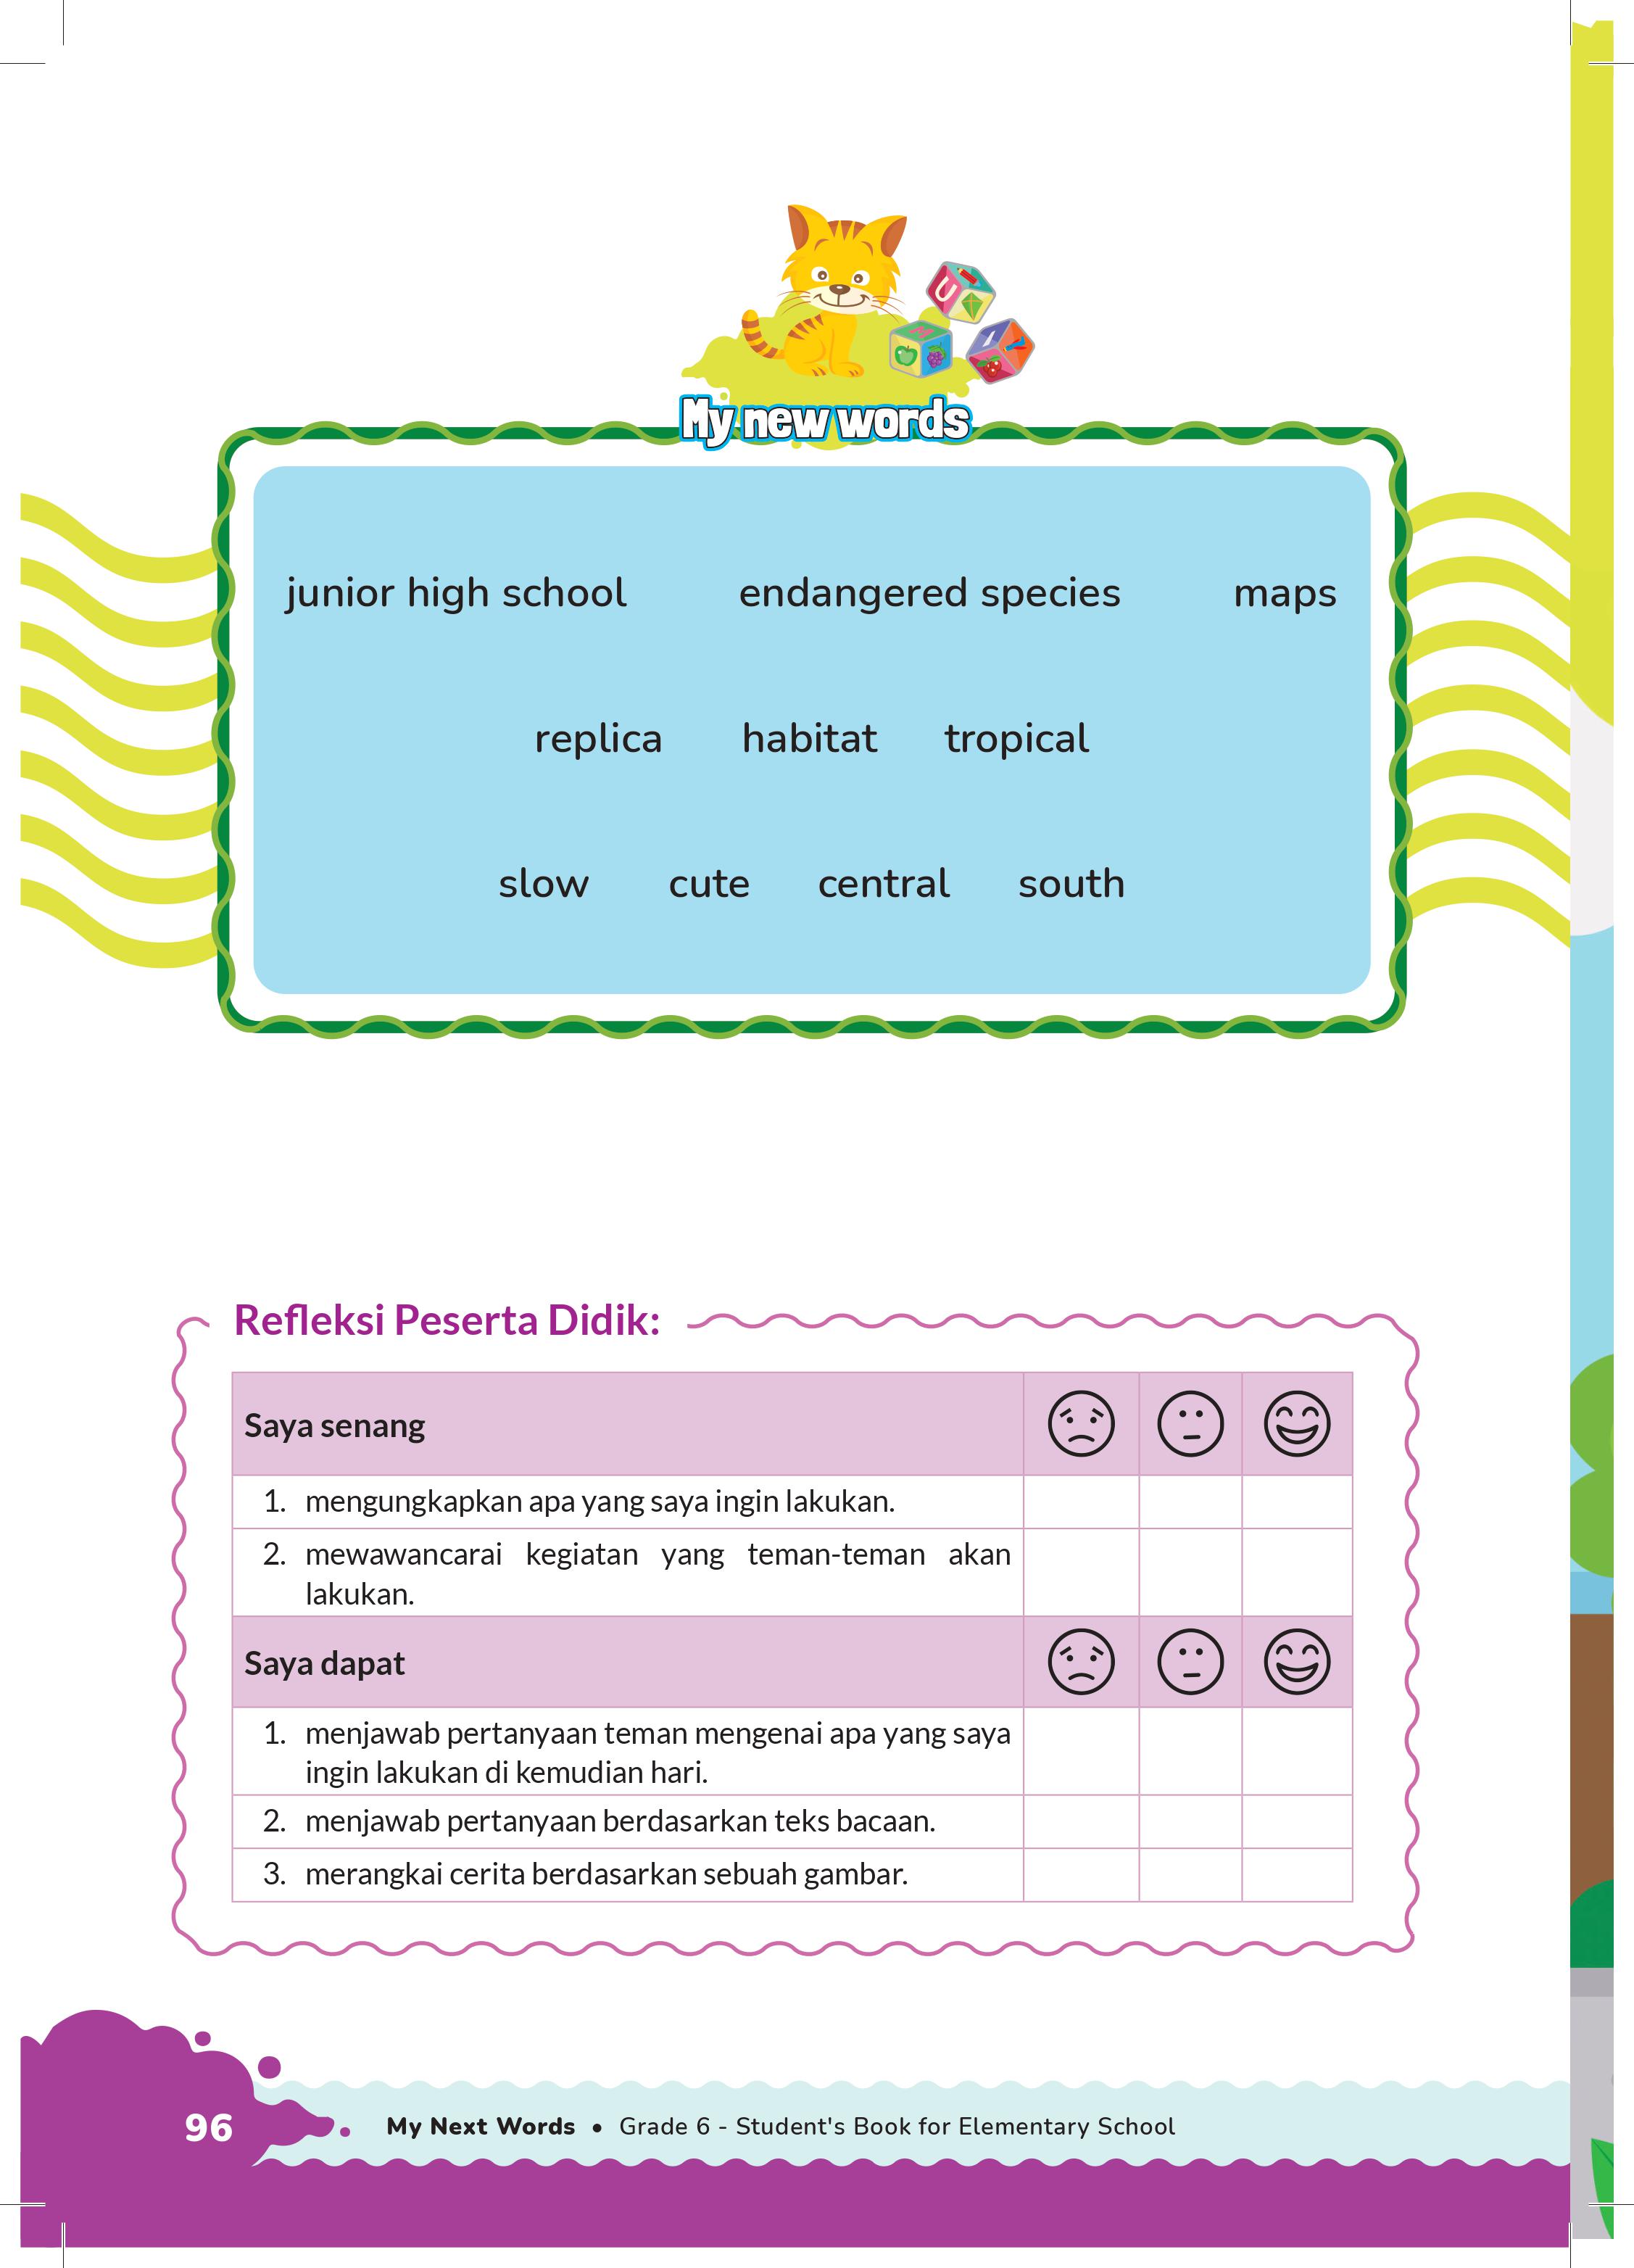 My new words
junior high school endangered species maps
replica habitat tropical
slow cute central south
Refleksi Peserta Didik:
Saya senang
1. mengungkapkan apa yang saya ingin lakukan.
2. mewawancarai kegiatan yang teman-teman akan
lakukan.
Saya dapat
1. menjawab pertanyaan teman mengenai apa yang saya
ingin lakukan di kemudian hari.
2. menjawab pertanyaan berdasarkan teks bacaan.
3. merangkai cerita berdasarkan sebuah gambar.
96 My Next Words • Grade 6 - Student's Book for Elementary School